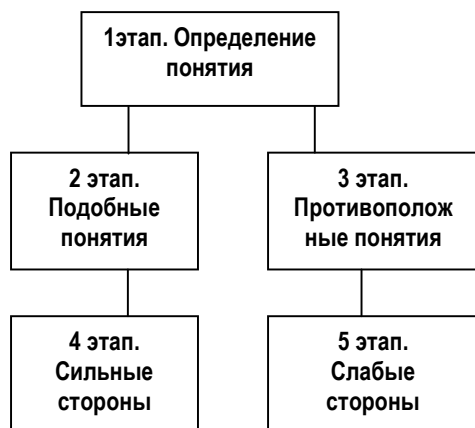 1этап. Определение
понятия
2 этап.
Подобные
понятия
3 этап.
Противополож
ные понятия
4 этап.
Сильные
стороны
5 этап.
Слабые
стороны